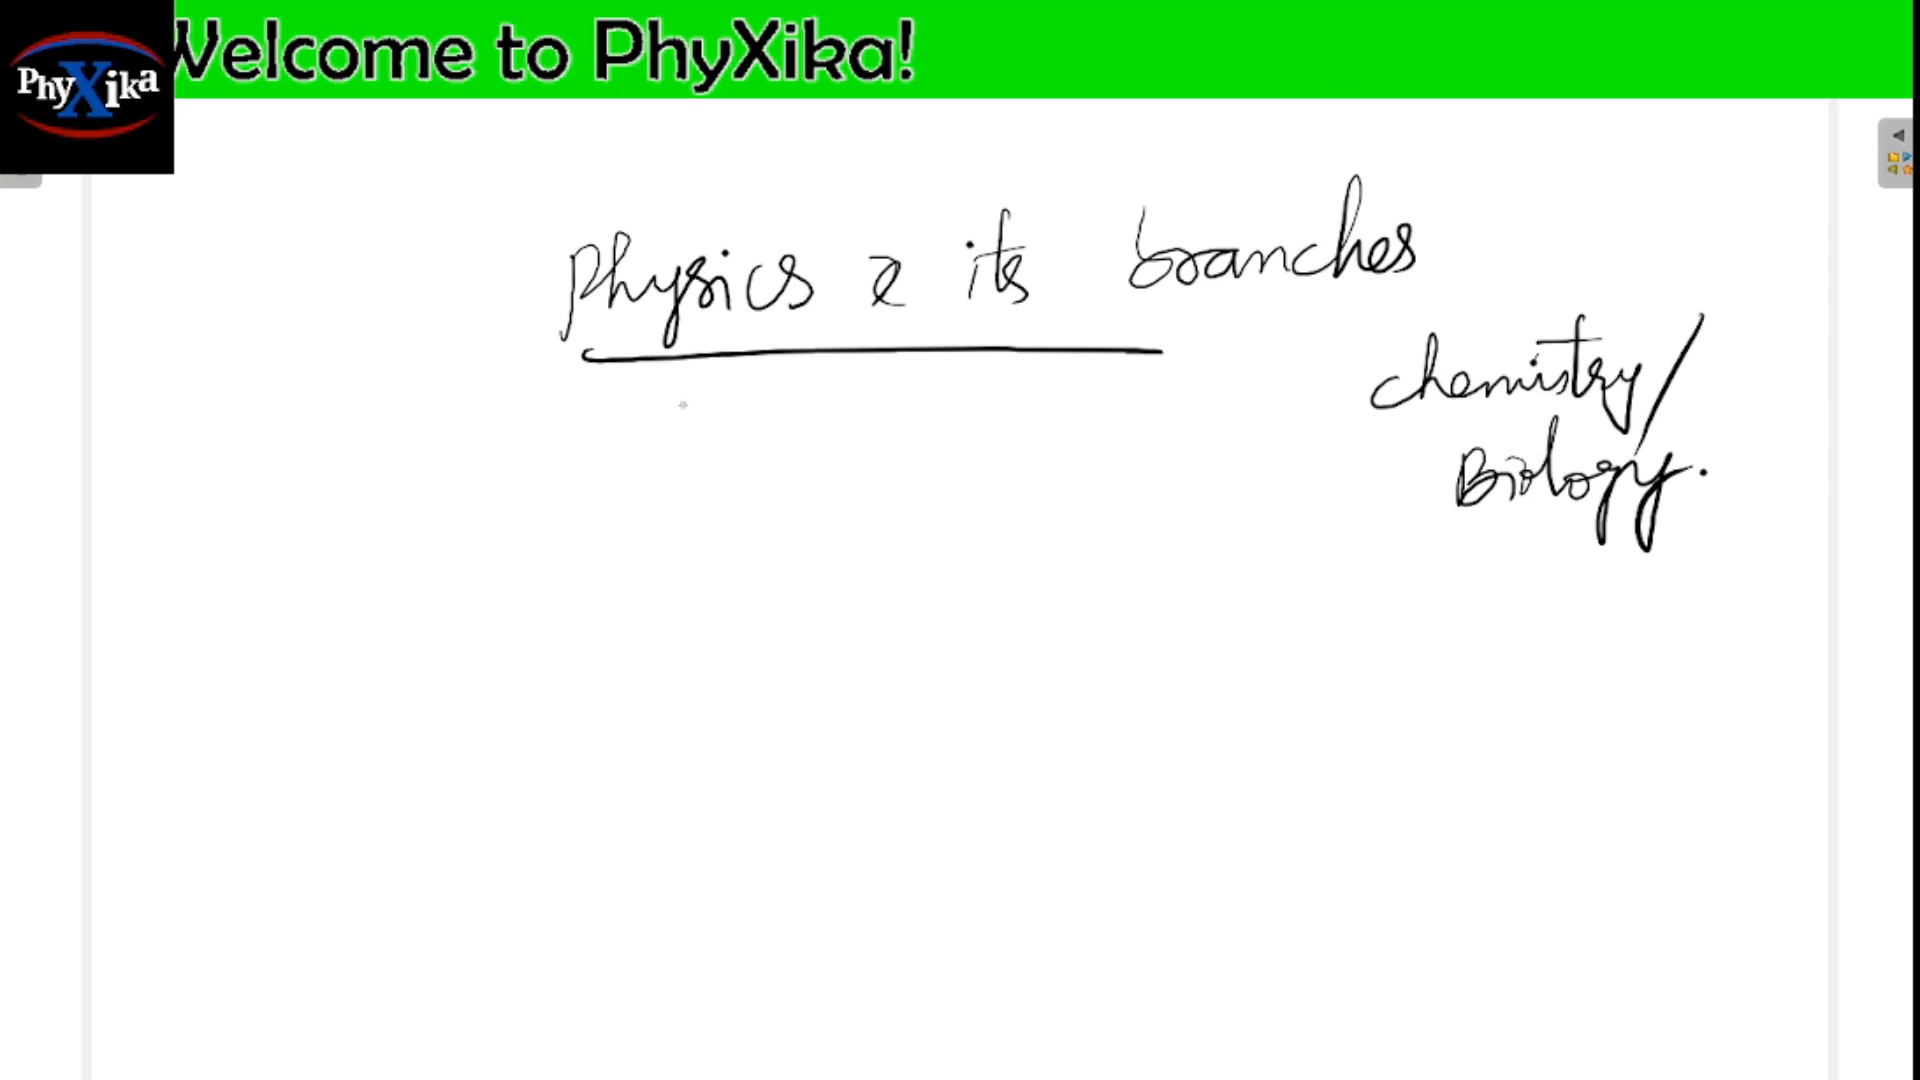 Welcome to PhyXika!
PhyXika
Physics & its branches
chemistry/
Biology.